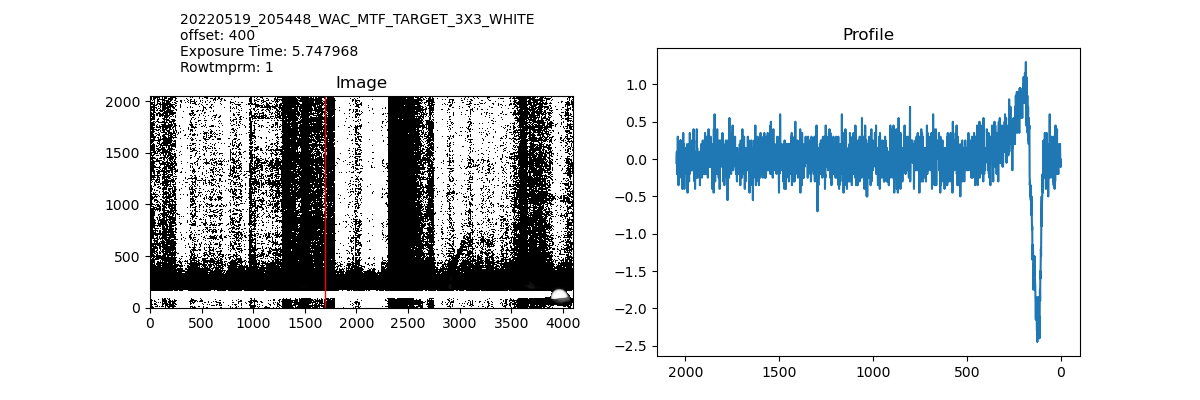 20220519_205448_WAC_MTF_TARGET_3X3_WHITE
offset: 400
Exposure Time: 5.747968
Rowtmprm: 1
Image
2000
1500
1000
500
0
0 500 1000 1500 2000 2500 3000 3500 4000
Profile
1.0
0.5
0.0
−0.5
−1.0
−1.5
−2.0
−2.5
2000 1500 1000 500 0